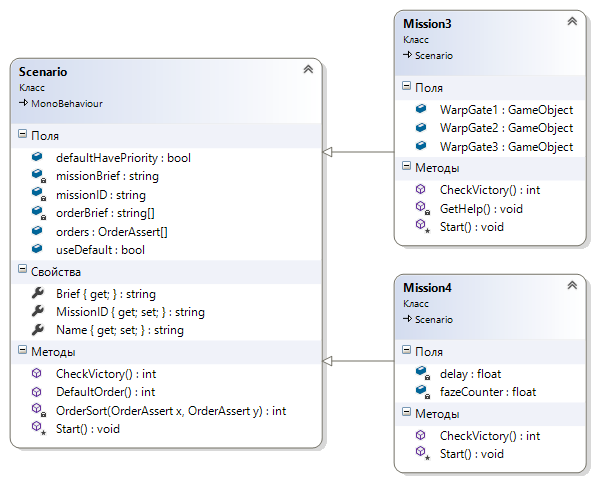 Scenario
Класс
MonoBehaviour
Поля
defaultHavePriority : bool
missionBrief : string
missionID : string
orderBrief : string[]
orders : OrderAssert[]
useDefault : bool
Свойства
Brief { get; } : string
MissionID { get; set; } : string
Name { get; set; } : string
Методы
CheckVictory() : int
DefaultOrder() : int
OrderSort(OrderAssert x, OrderAssert y) : int
Start() : void
Mission3
Класс
Scenario
Поля
WarpGate1 : GameObject
WarpGate2 : GameObject
WarpGate3 : GameObject
Методы
CheckVictory() : int
GetHelp() : void
Start() : void
Mission4
Класс
Scenario
Поля
delay : float
fazeCounter : float
Методы
CheckVictory() : int
Start() : void